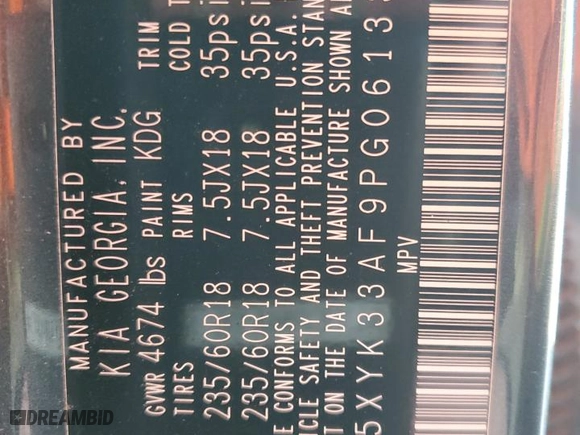 MANUFACTURED BY
KIA GEORGIA, INC.
GVWR 4674 lbs PAINT KDG TRIM
TIRES RIMS COLD
235/60R18 7.5JX18 35psi
235/60R18 7.5JX18 35psi
CONFORMS TO ALL APPLICABLE U.S.A.
SAFETY AND THEFT PREVENTION
ON THE DATE OF MANUFACTURE SHOWN
5XYK33AF9PG0613
MPV
DREAMBID